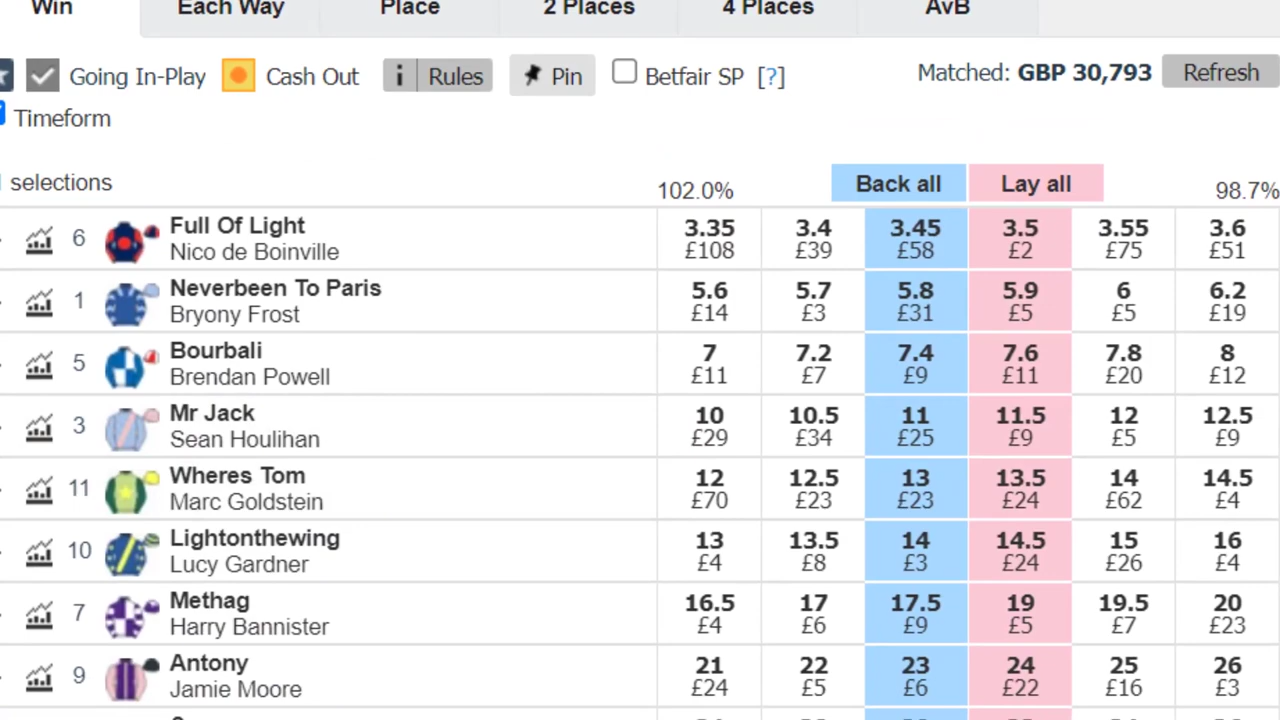 Win Each Way Place 2 Places 4 Places AvB
Going In-Play Cash Out i Rules Pin Betfair SP [?] Matched: GBP 30,793 Refresh
Timeform
selections 102.0% Back all Lay all 98.7%
Full Of Light
6 3.35 3.4 3.45 3.5 3.55 3.6
Nico de Boinville £108 £39 £58 £2 £75 £51
Neverbeen To Paris
1 5.6 5.7 5.8 5.9 6 6.2
Bryony Frost £14 £3 £31 £5 £5 £19
Bourbali
5 7 7.2 7.4 7.6 7.8 8
Brendan Powell £11 £7 £9 £11 £20 £12
Mr Jack
3 10 10.5 11 11.5 12 12.5
Sean Houlihan £29 £34 £25 £9 £5 £9
Wheres Tom
11 12 12.5 13 13.5 14 14.5
Marc Goldstein £70 £23 £23 £24 £62 £4
Lightonthewing
10 13 13.5 14 14.5 15 16
Lucy Gardner £4 £8 £3 £24 £26 £4
Methag
7 16.5 17 17.5 19 19.5 20
Harry Bannister £4 £6 £9 £5 £7 £23
Antony
9 21 22 23 24 25 26
Jamie Moore £24 £5 £6 £22 £16 £3